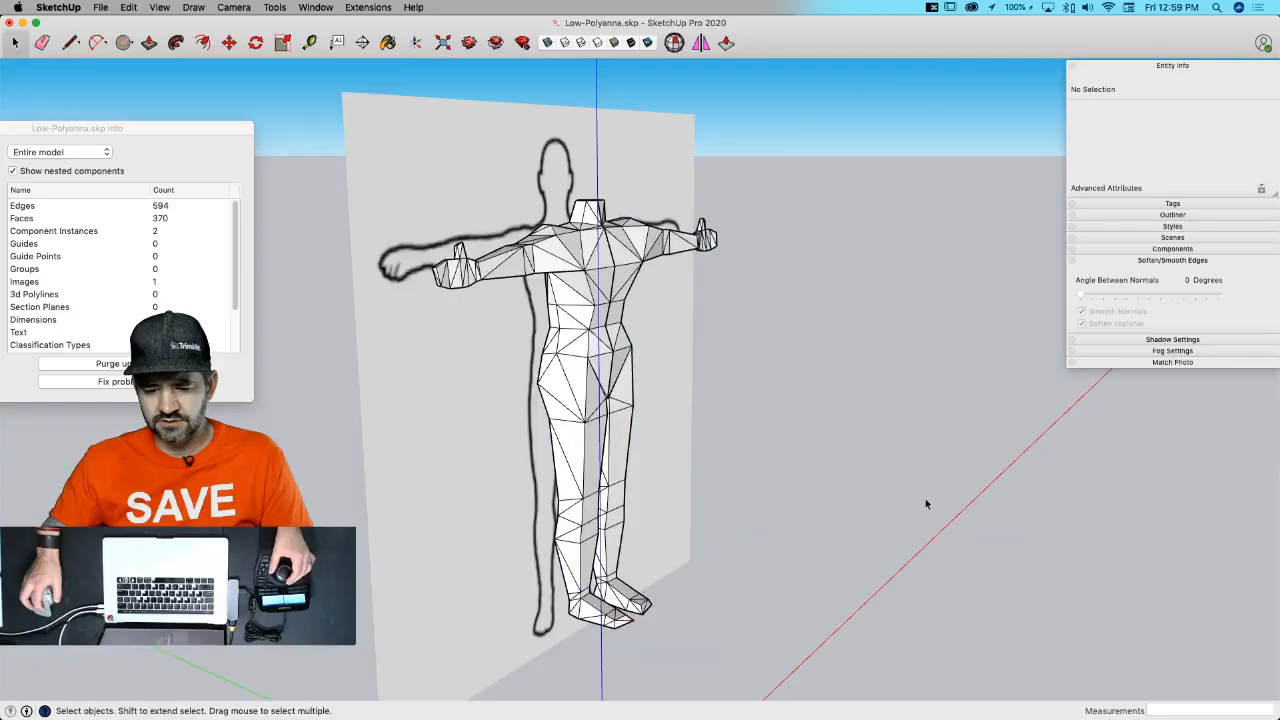 SketchUp File Edit View Draw Camera Tools Window Extensions Help 100% Fri 12:59 PM
Low-Polyanna.skp - SketchUp Pro 2020
Entity Info
No Selection
Advanced Attributes
Tags
Outliner
Styles
Scenes
Components
Soften/Smooth Edges
Angle Between Normals 0 Degrees
Smooth Normals
Soften coplanar
Shadow Settings
Fog Settings
Match Photo
Low-Polyanna.skp info
Entire model
Show nested components
Name Count
Edges 594
Faces 370
Component Instances 2
Guides 0
Guide Points 0
Groups 0
Images 1
3d Polylines 0
Section Planes 0
Dimensions
Text
Classification Types
Purge un
Fix prob
Trimble
SAVE
Select objects. Shift to extend select. Drag mouse to select multiple.
Measurements